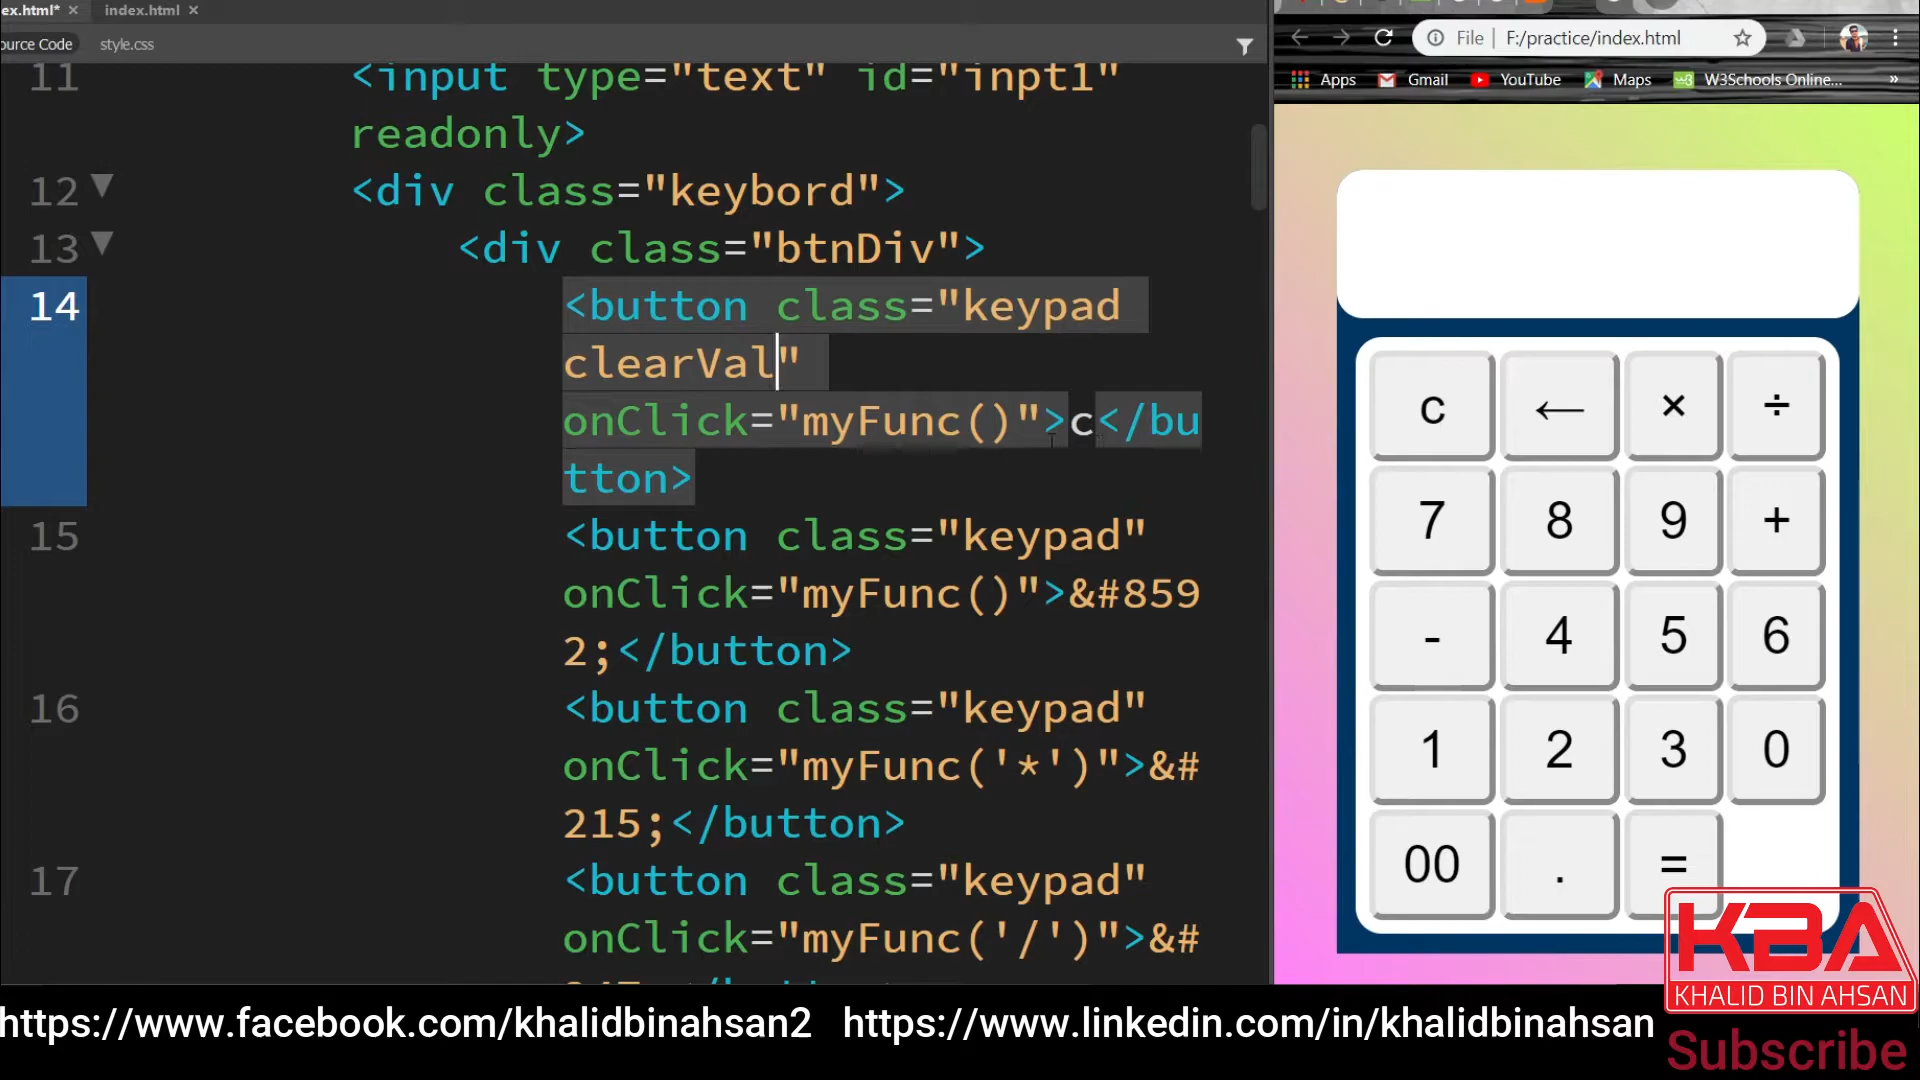 ex.html* × index.html ×
ource Code style.css
11 <input type="text" id="inpt1"
readonly>
12 <div class="keybord">
13 <div class="btnDiv">
14 <button class="keypad
clearVal"
onClick="myFunc()">c</bu
tton>
15 <button class="keypad"
onClick="myFunc()">&#859
2;</button>
16 <button class="keypad"
onClick="myFunc('*')">&#
215;</button>
17 <button class="keypad"
onClick="myFunc('/')">&#
File F:/practice/index.html
Apps Gmail YouTube Maps W3Schools Online... »
c ← × ÷
7 8 9 +
- 4 5 6
1 2 3 0
00 . =
KBA
KHALID BIN AHSAN
https://www.facebook.com/khalidbinahsan2 https://www.linkedin.com/in/khalidbinahsan
Subscribe